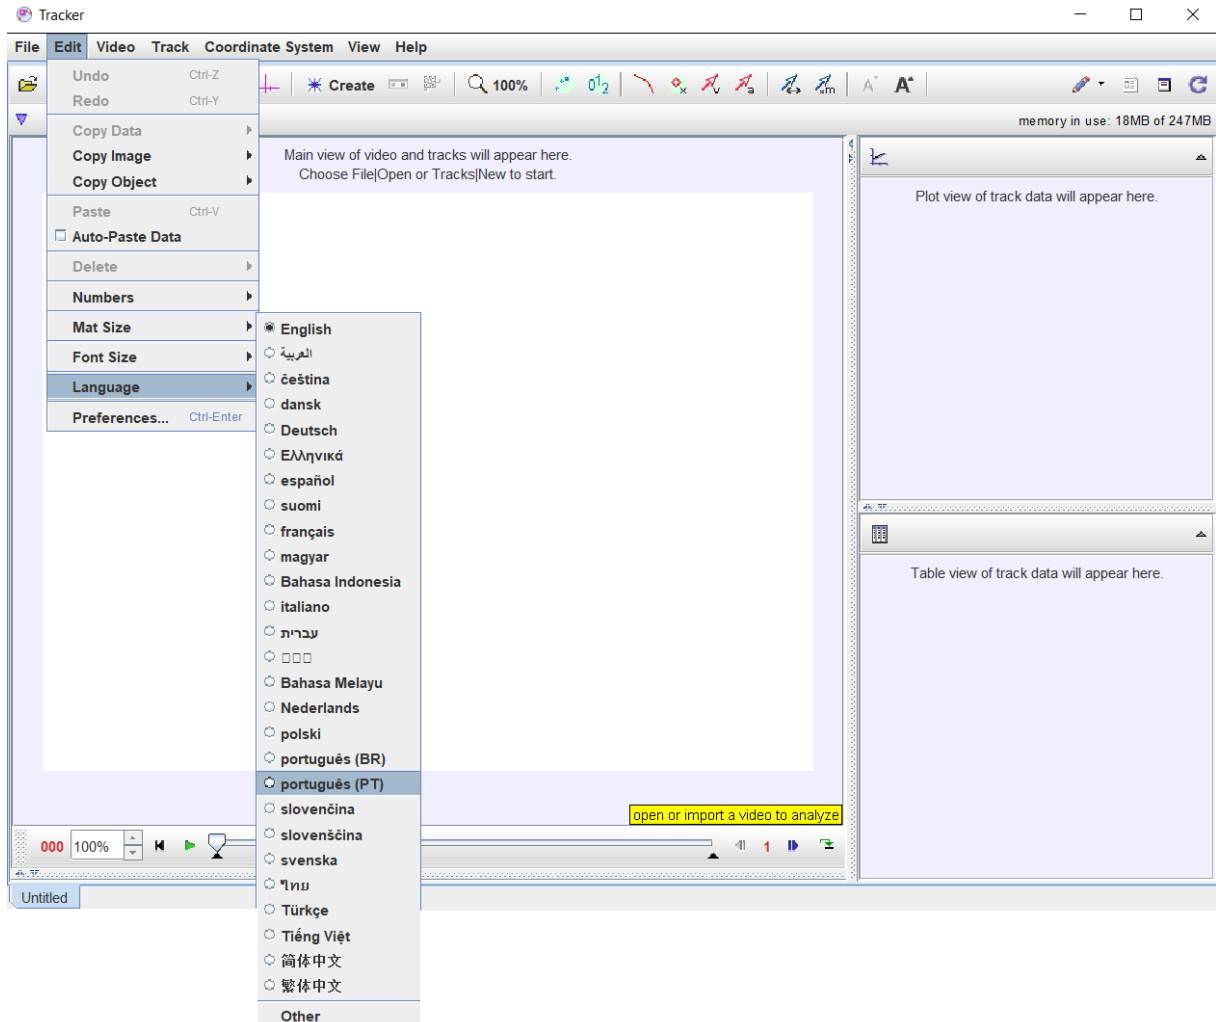 Tracker
File Edit Video Track Coordinate System View Help
Create 100%
memory in use: 18MB of 247MB
Undo Ctrl-Z
Redo Ctrl-Y
Copy Data
Copy Image
Copy Object
Paste Ctrl-V
Auto-Paste Data
Delete
Numbers
Mat Size
Font Size
Language
Preferences... Ctrl-Enter
English
العربية
čeština
dansk
Deutsch
Ελληνικά
español
suomi
français
magyar
Bahasa Indonesia
italiano
עברית
Bahasa Melayu
Nederlands
polski
português (BR)
português (PT)
slovenčina
slovenščina
svenska
ไทย
Türkçe
Tiếng Việt
简体中文
繁体中文
Other
Main view of video and tracks will appear here.
Choose File|Open or Tracks|New to start.
Plot view of track data will appear here.
Table view of track data will appear here.
open or import a video to analyze
000 100% 1
Untitled